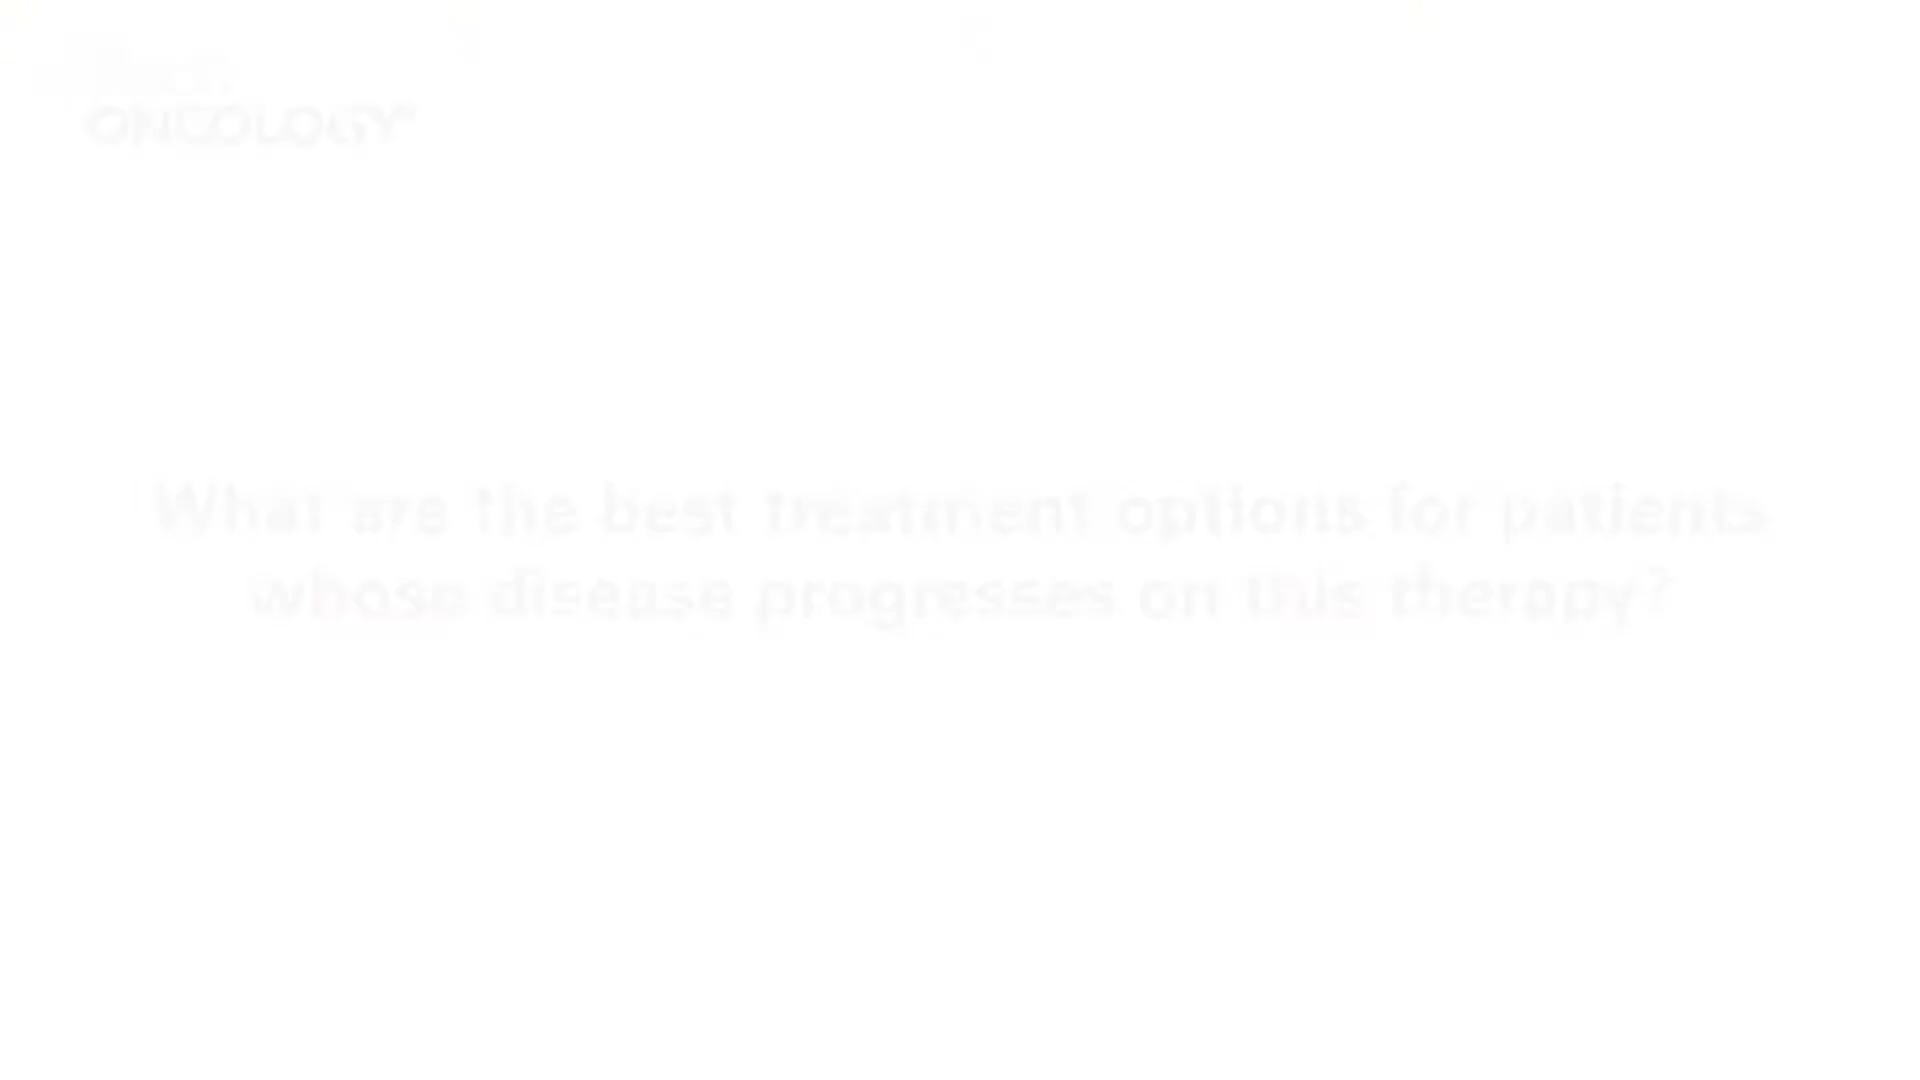 ONCOLOGY®
What are the best treatment options for patients
whose disease progresses on this therapy?